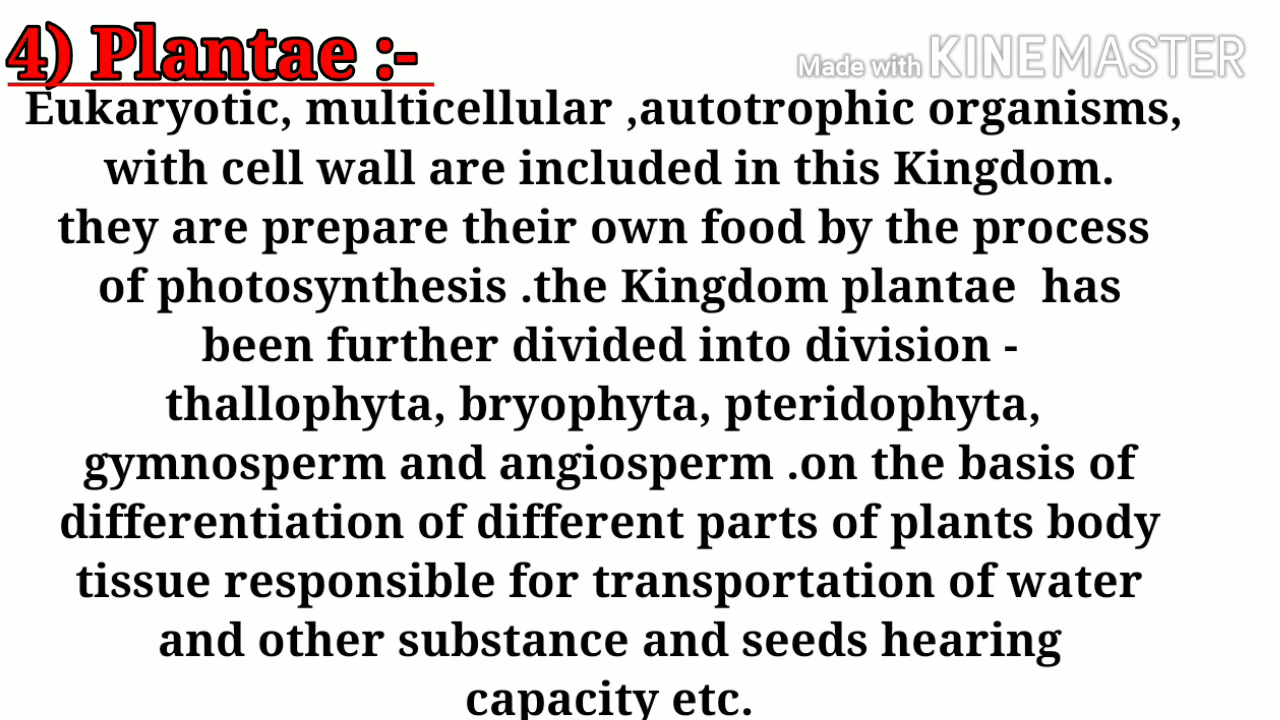 4) Plantae :-
Made with KINEMASTER
Eukaryotic, multicellular ,autotrophic organisms,
with cell wall are included in this Kingdom.
they are prepare their own food by the process
of photosynthesis .the Kingdom plantae has
been further divided into division -
thallophyta, bryophyta, pteridophyta,
gymnosperm and angiosperm .on the basis of
differentiation of different parts of plants body
tissue responsible for transportation of water
and other substance and seeds hearing
capacity etc.